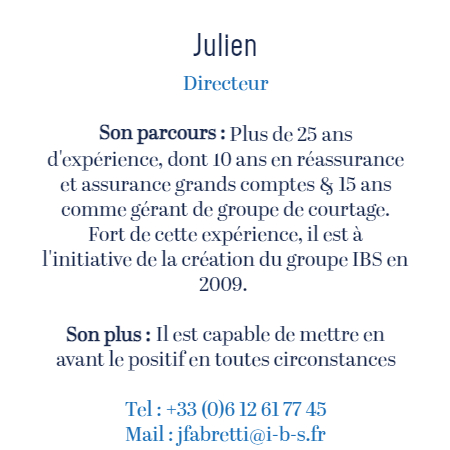 Julien
Directeur
Son parcours : Plus de 25 ans
d'expérience, dont 10 ans en réassurance
et assurance grands comptes & 15 ans
comme gérant de groupe de courtage.
Fort de cette expérience, il est à
l'initiative de la création du groupe IBS en
2009.
Son plus : Il est capable de mettre en
avant le positif en toutes circonstances
Tel : +33 (0)6 12 61 77 45
Mail : jfabretti@i-b-s.fr